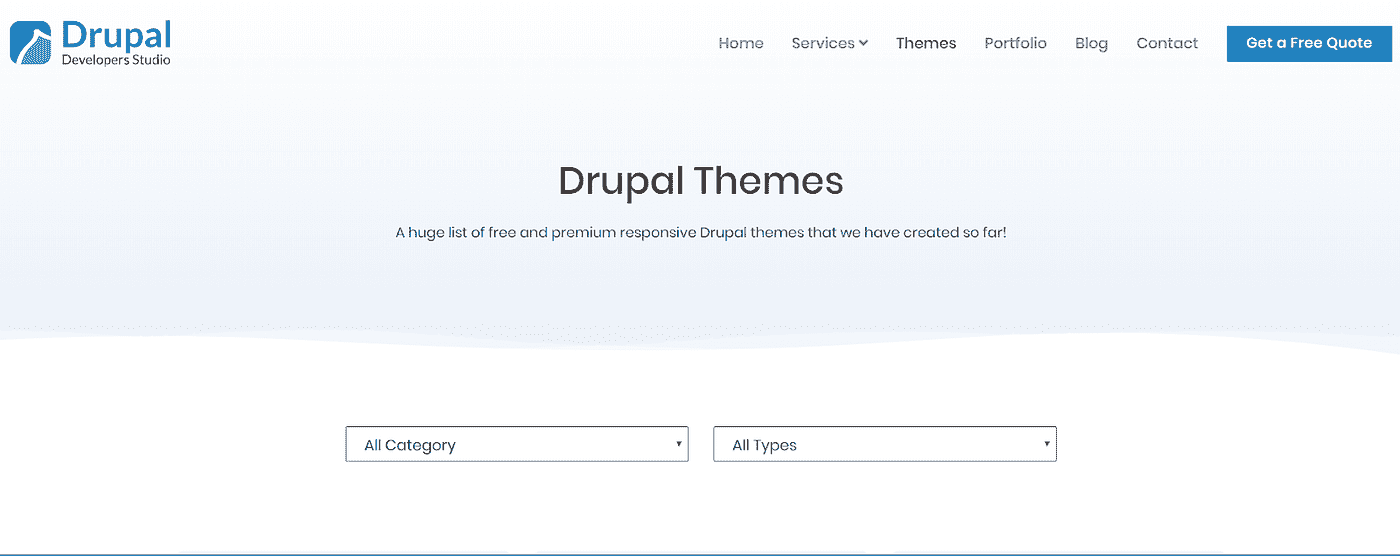 Drupal
Developers Studio
Home Services Themes Portfolio Blog Contact Get a Free Quote
Drupal Themes
A huge list of free and premium responsive Drupal themes that we have created so far!
All Category All Types